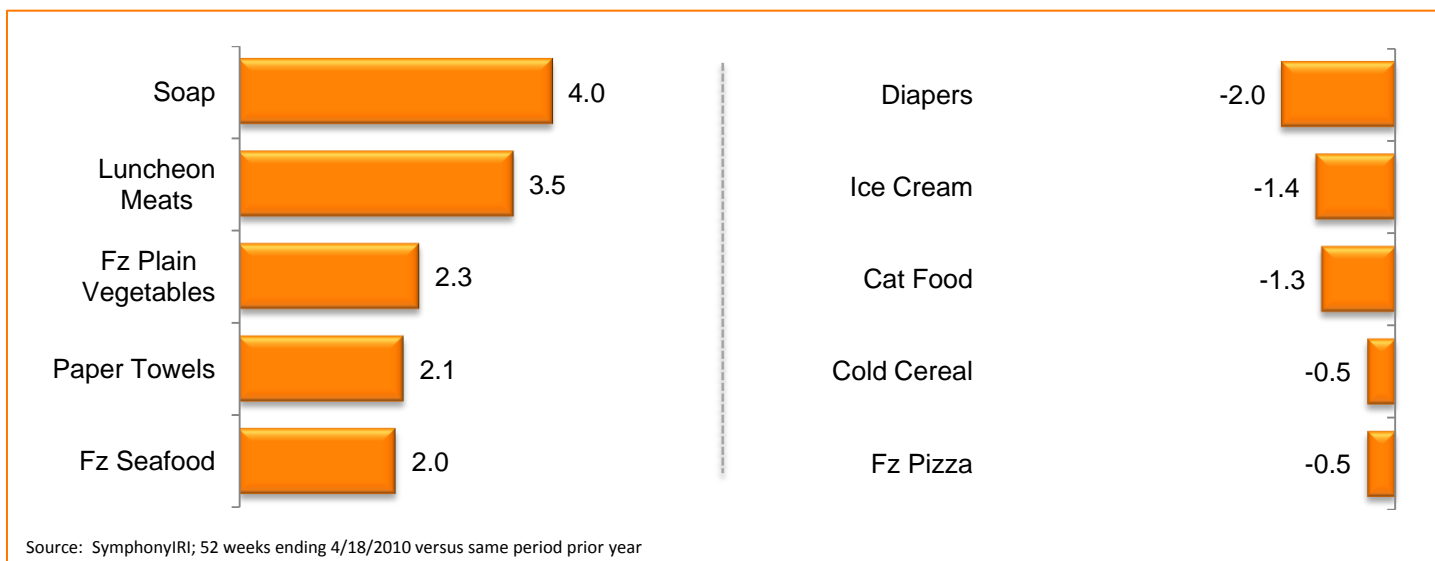 Soap
4.0
Luncheon
Meats
3.5
Fz Plain
Vegetables
2.3
Paper Towels
2.1
Fz Seafood
2.0
Diapers
-2.0
Ice Cream
-1.4
Cat Food
-1.3
Cold Cereal
-0.5
Fz Pizza
-0.5
Source: SymphonyIRI; 52 weeks ending 4/18/2010 versus same period prior year